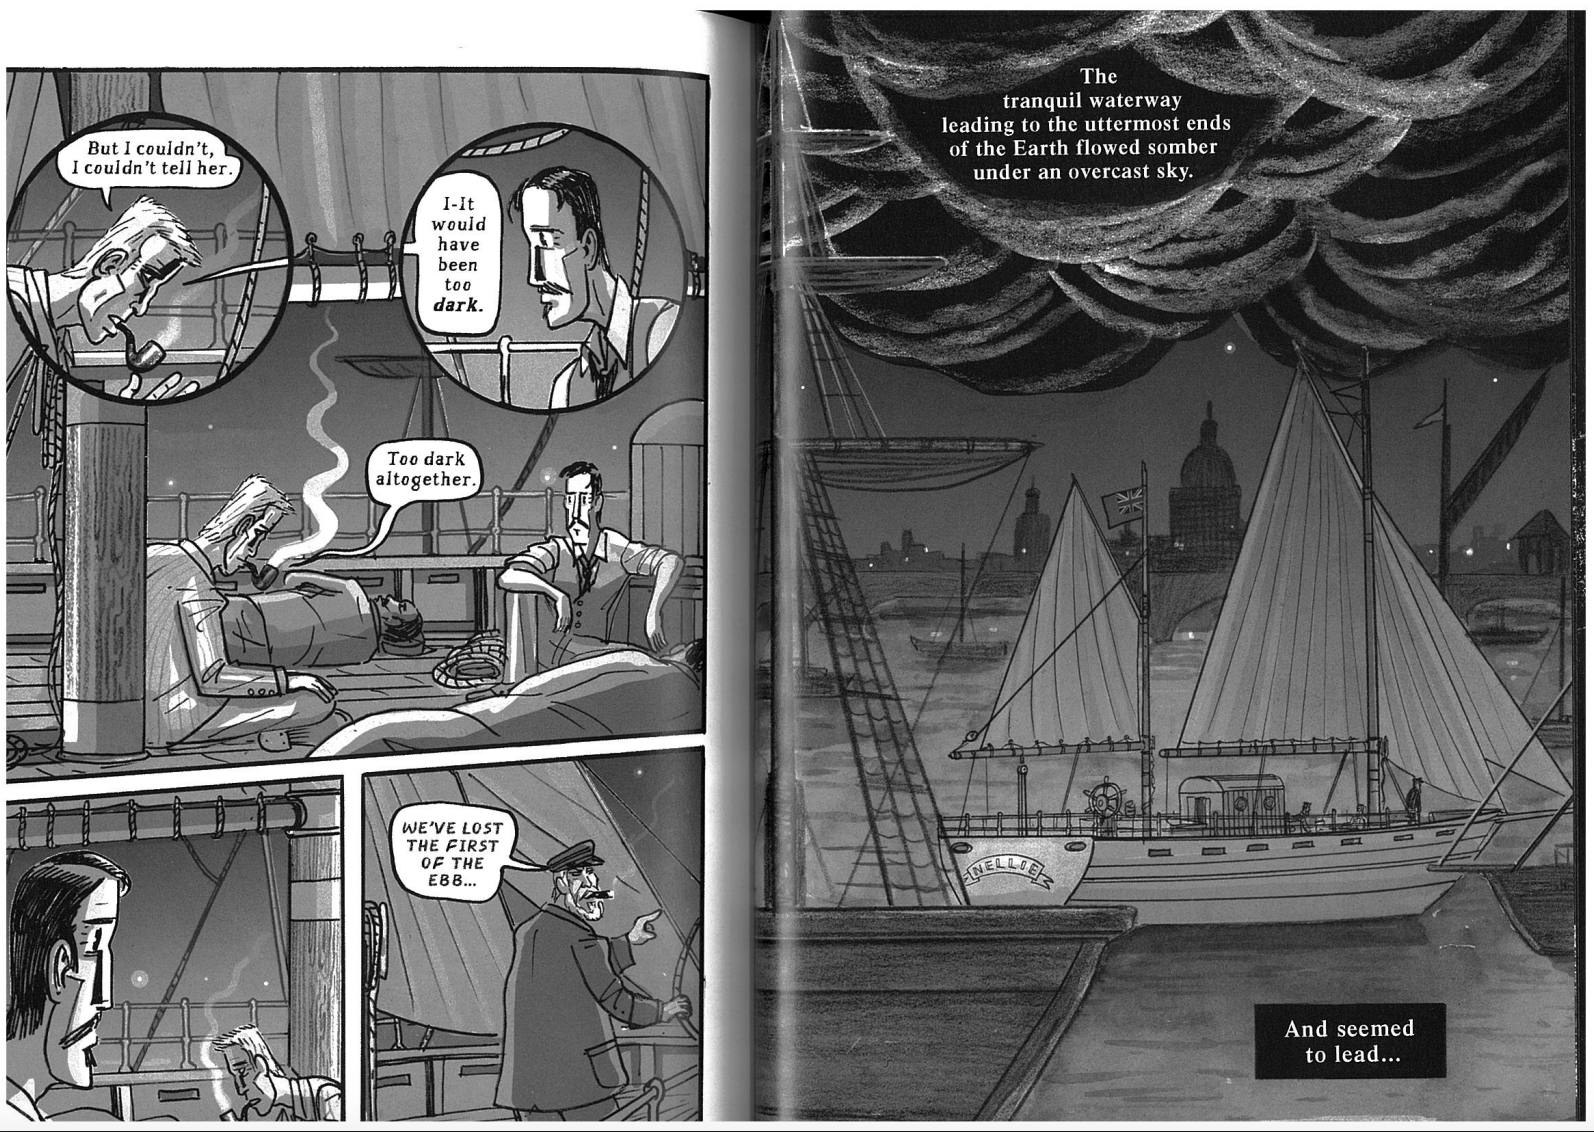 But I couldn't,
I couldn't tell her.
I-It
would
have
been
too
dark.
Too dark
altogether.
WE'VE LOST
THE FIRST
OF THE
EBB...
The
tranquil waterway
leading to the uttermost ends
of the Earth flowed somber
under an overcast sky.
NELLIE
And seemed
to lead...